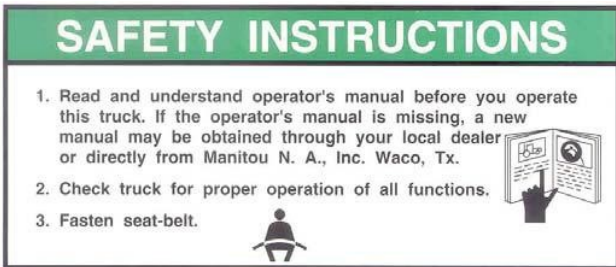 SAFETY INSTRUCTIONS
1. Read and understand operator's manual before you operate
this truck. If the operator's manual is missing, a new
manual may be obtained through your local dealer
or directly from Manitou N. A., Inc. Waco, Tx.
2. Check truck for proper operation of all functions.
3. Fasten seat-belt.